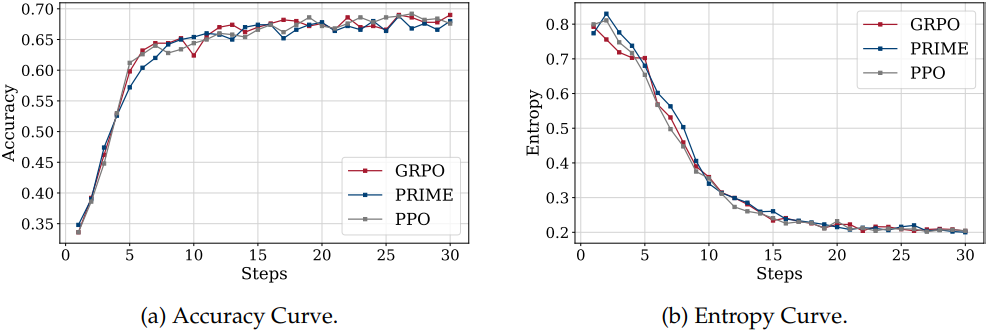 Accuracy
0.70
0.65
0.60
0.55
0.50
0.45
0.40
0.35
0 5 10 15 20 25 30
Steps
GRPO
PRIME
PPO
(a) Accuracy Curve.
Entropy
0.8
0.7
0.6
0.5
0.4
0.3
0.2
0 5 10 15 20 25 30
Steps
GRPO
PRIME
PPO
(b) Entropy Curve.